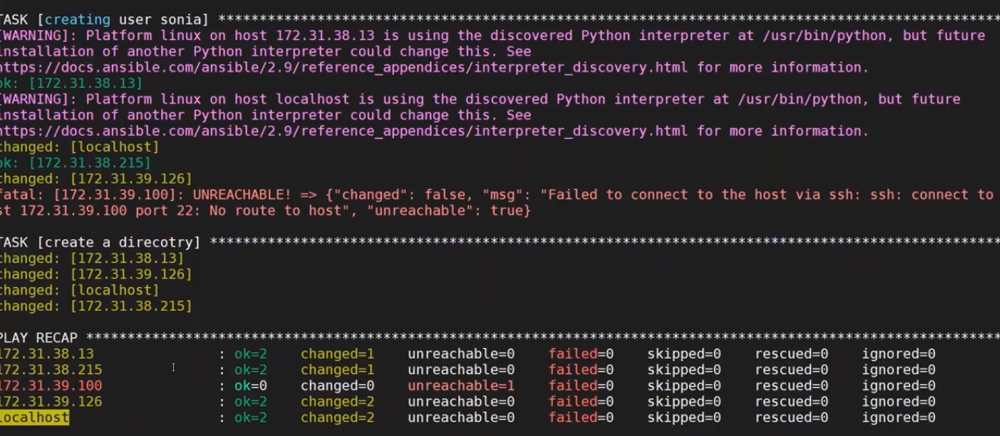 TASK [creating user sonia] ****************************************************************************************************
[WARNING]: Platform linux on host 172.31.38.13 is using the discovered Python interpreter at /usr/bin/python, but future
installation of another Python interpreter could change this. See
https://docs.ansible.com/ansible/2.9/reference_appendices/interpreter_discovery.html for more information.
ok: [172.31.38.13]
[WARNING]: Platform linux on host localhost is using the discovered Python interpreter at /usr/bin/python, but future
installation of another Python interpreter could change this. See
https://docs.ansible.com/ansible/2.9/reference_appendices/interpreter_discovery.html for more information.
changed: [localhost]
ok: [172.31.38.215]
changed: [172.31.39.126]
fatal: [172.31.39.100]: UNREACHABLE! => {"changed": false, "msg": "Failed to connect to the host via ssh: ssh: connect to
st 172.31.39.100 port 22: No route to host", "unreachable": true}
TASK [create a direcotry] *****************************************************************************************************
changed: [172.31.38.13]
changed: [172.31.39.126]
changed: [localhost]
changed: [172.31.38.215]
PLAY RECAP ********************************************************************************************************************
172.31.38.13 : ok=2 changed=1 unreachable=0 failed=0 skipped=0 rescued=0 ignored=0
172.31.38.215 : ok=2 changed=1 unreachable=0 failed=0 skipped=0 rescued=0 ignored=0
172.31.39.100 : ok=0 changed=0 unreachable=1 failed=0 skipped=0 rescued=0 ignored=0
172.31.39.126 : ok=2 changed=2 unreachable=0 failed=0 skipped=0 rescued=0 ignored=0
localhost : ok=2 changed=2 unreachable=0 failed=0 skipped=0 rescued=0 ignored=0